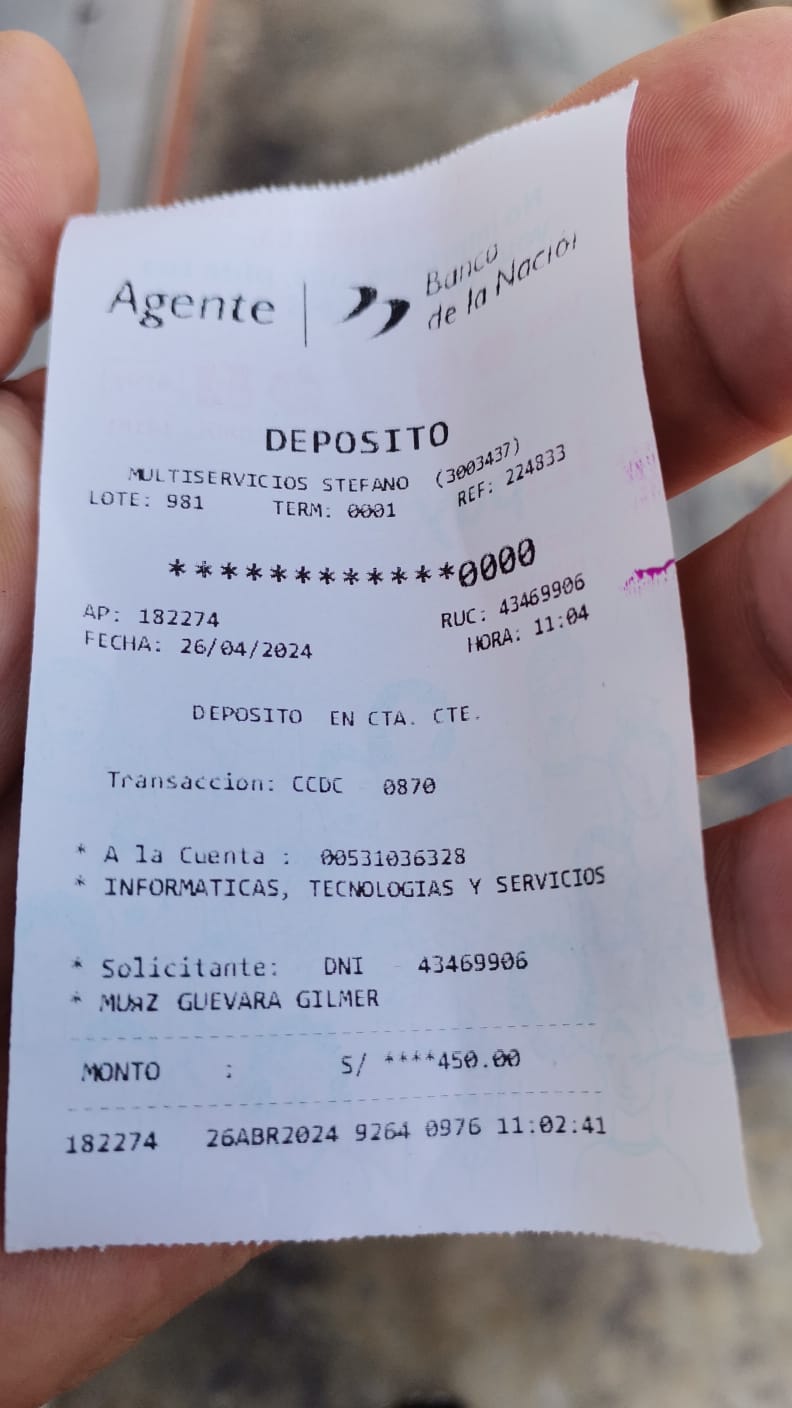 Agente
Banco
de la Nación
DEPOSITO
MULTISERVICIOS STEFANO (3003437)
LOTE: 981 TERM: 0001 REF: 224833
************0000
AP: 182274 RUC: 43469906
FECHA: 26/04/2024 HORA: 11:04
DEPOSITO EN CTA. CTE.
Transaccion: CCDC 0870
* A la Cuenta : 00531036328
* INFORMATICAS, TECNOLOGIAS Y SERVICIOS
* Solicitante: DNI 43469906
* GUEVARA GILMER
MONTO : S/ ****450.00
182274 26ABR2024 9264 0976 11:02:41